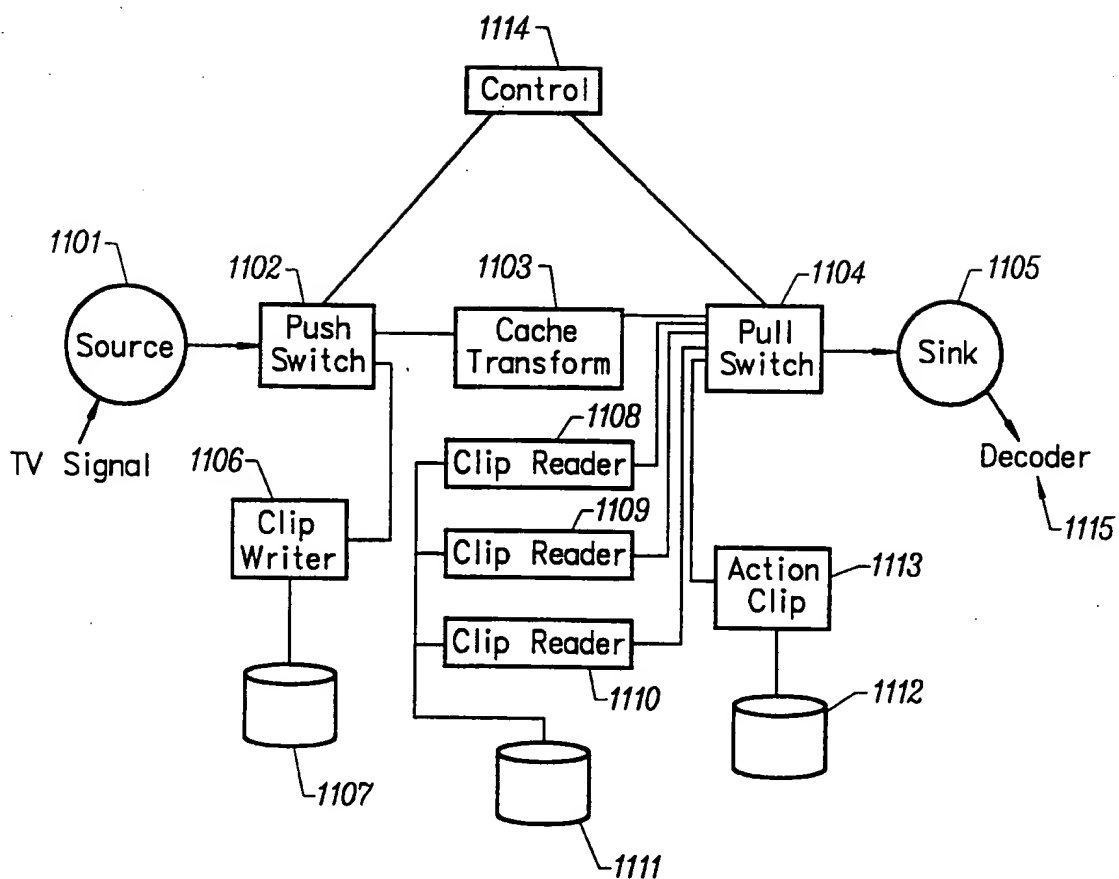 1114
Control
1101
1102
1103
1104
1105
Source
Push
Switch
Cache
Transform
Pull
Switch
Sink
TV Signal
1106
1108
Clip Reader
Decoder
1109
1115
Clip
Writer
Clip Reader
Action
Clip
1113
Clip Reader
1110
1112
1107
1111